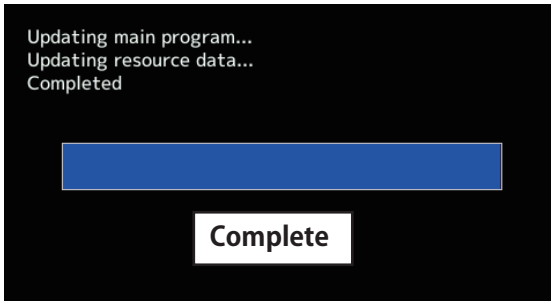 Updating main program...
Updating resource data...
Completed
Complete